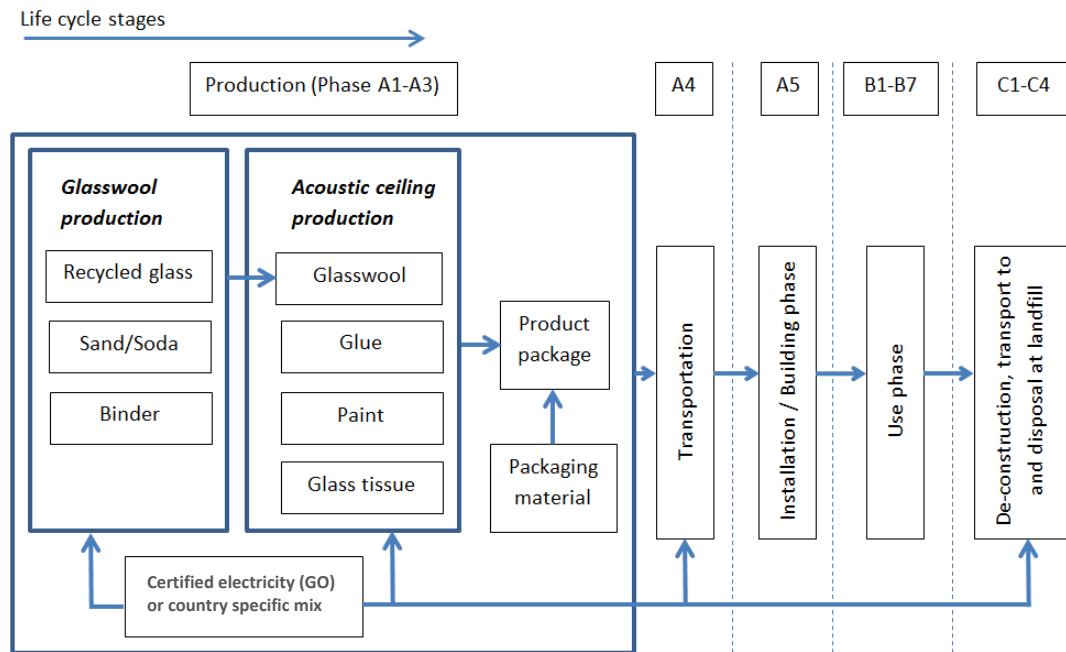 Life cycle stages
Production (Phase A1-A3)
A4
A5
B1-B7
C1-C4
Glasswool
production
Recycled glass
Sand/Soda
Binder
Acoustic ceiling
production
Glasswool
Glue
Paint
Glass tissue
Product
package
Packaging
material
Certified electricity (GO)
or country specific mix
Transportation
Installation / Building phase
Use phase
De-construction, transport to
and disposal at landfill